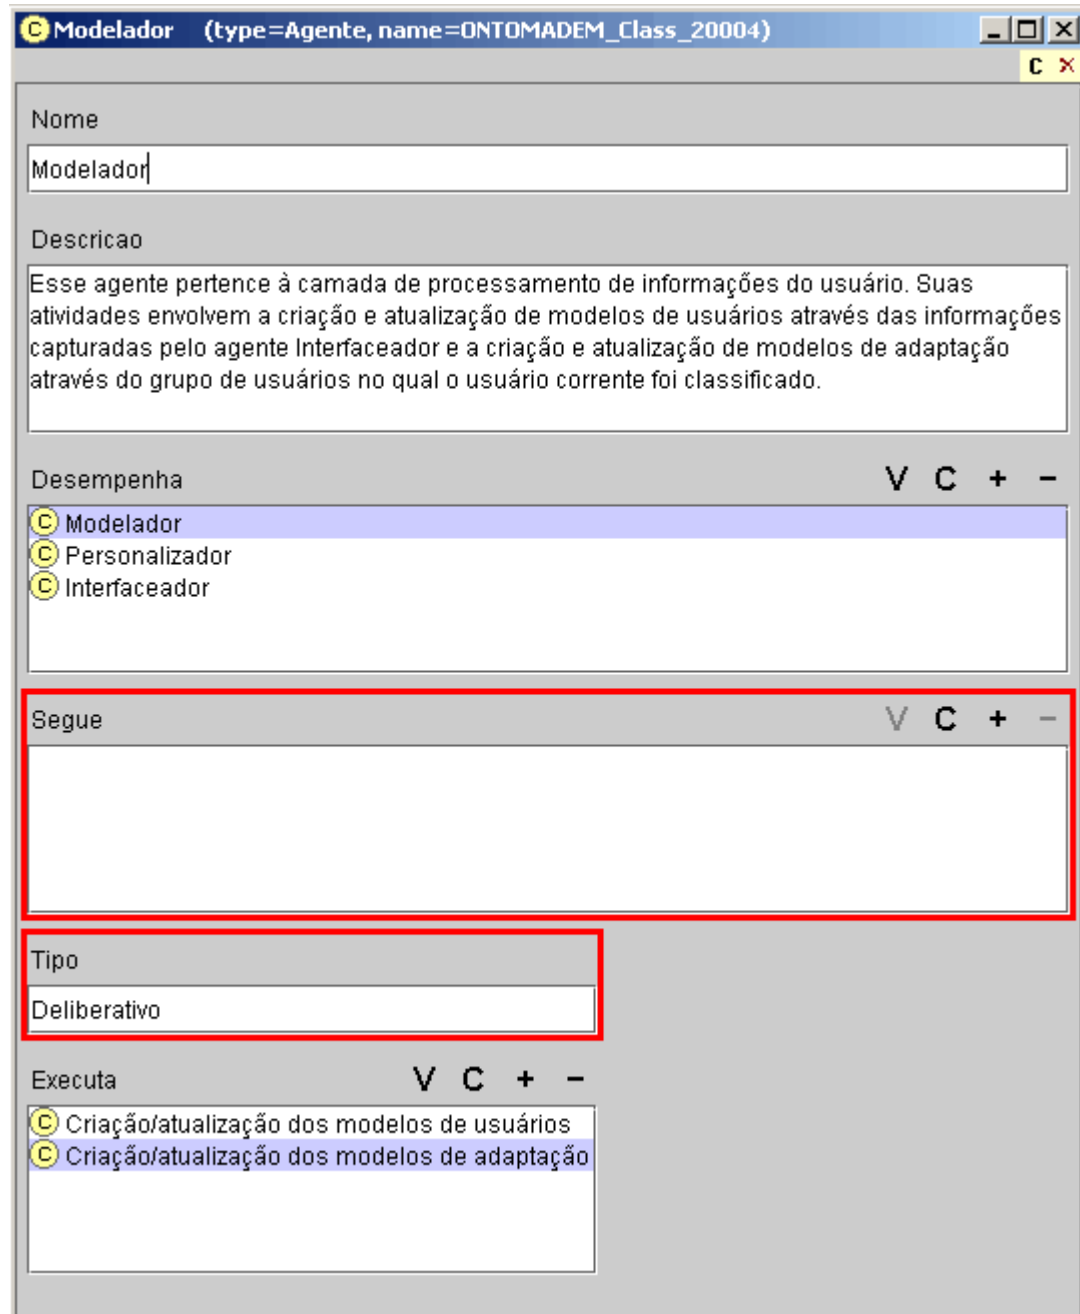 C Modelador (type=Agente, name=ONTOMADEM_Class_20004)
C ×
Nome
Modelador
Descricao
Esse agente pertence à camada de processamento de informações do usuário. Suas
atividades envolvem a criação e atualização de modelos de usuários através das informações
capturadas pelo agente Interfaceador e a criação e atualização de modelos de adaptação
através do grupo de usuários no qual o usuário corrente foi classificado.
Desempenha V C + −
C Modelador
C Personalizador
C Interfaceador
Segue V C + −
Tipo
Deliberativo
Executa V C + −
C Criação/atualização dos modelos de usuários
C Criação/atualização dos modelos de adaptação